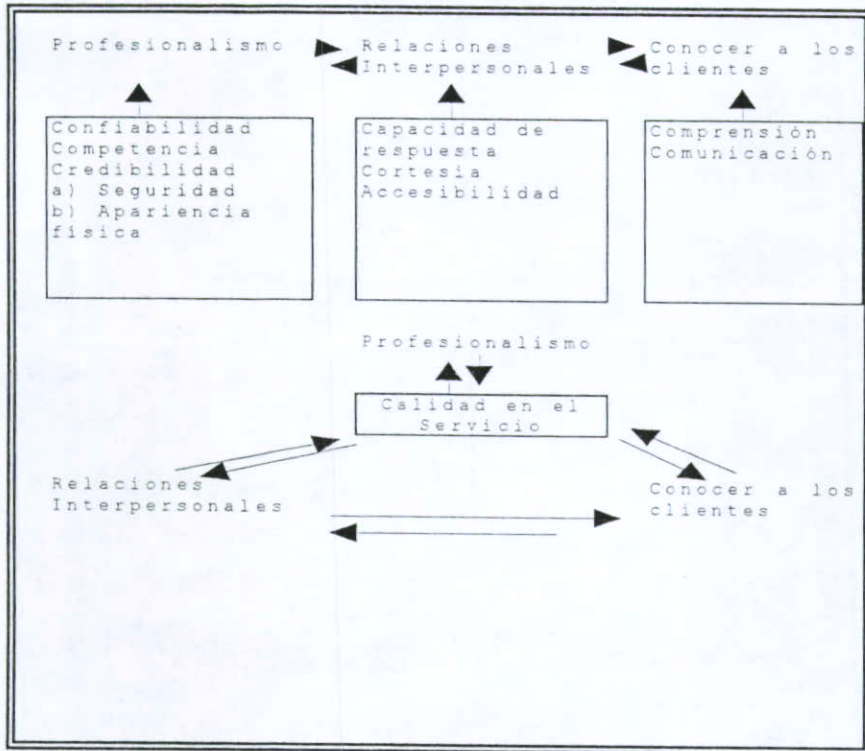 Profesionalismo
Relaciones
Interpersonales
Conocer a los
clientes
Confiabilidad
Competencia
Credibilidad
a) Seguridad
b) Apariencia
física
Capacidad de
respuesta
Cortesía
Accesibilidad
Comprensión
Comunicación
Profesionalismo
Calidad en el
Servicio
Relaciones
Interpersonales
Conocer a los
clientes